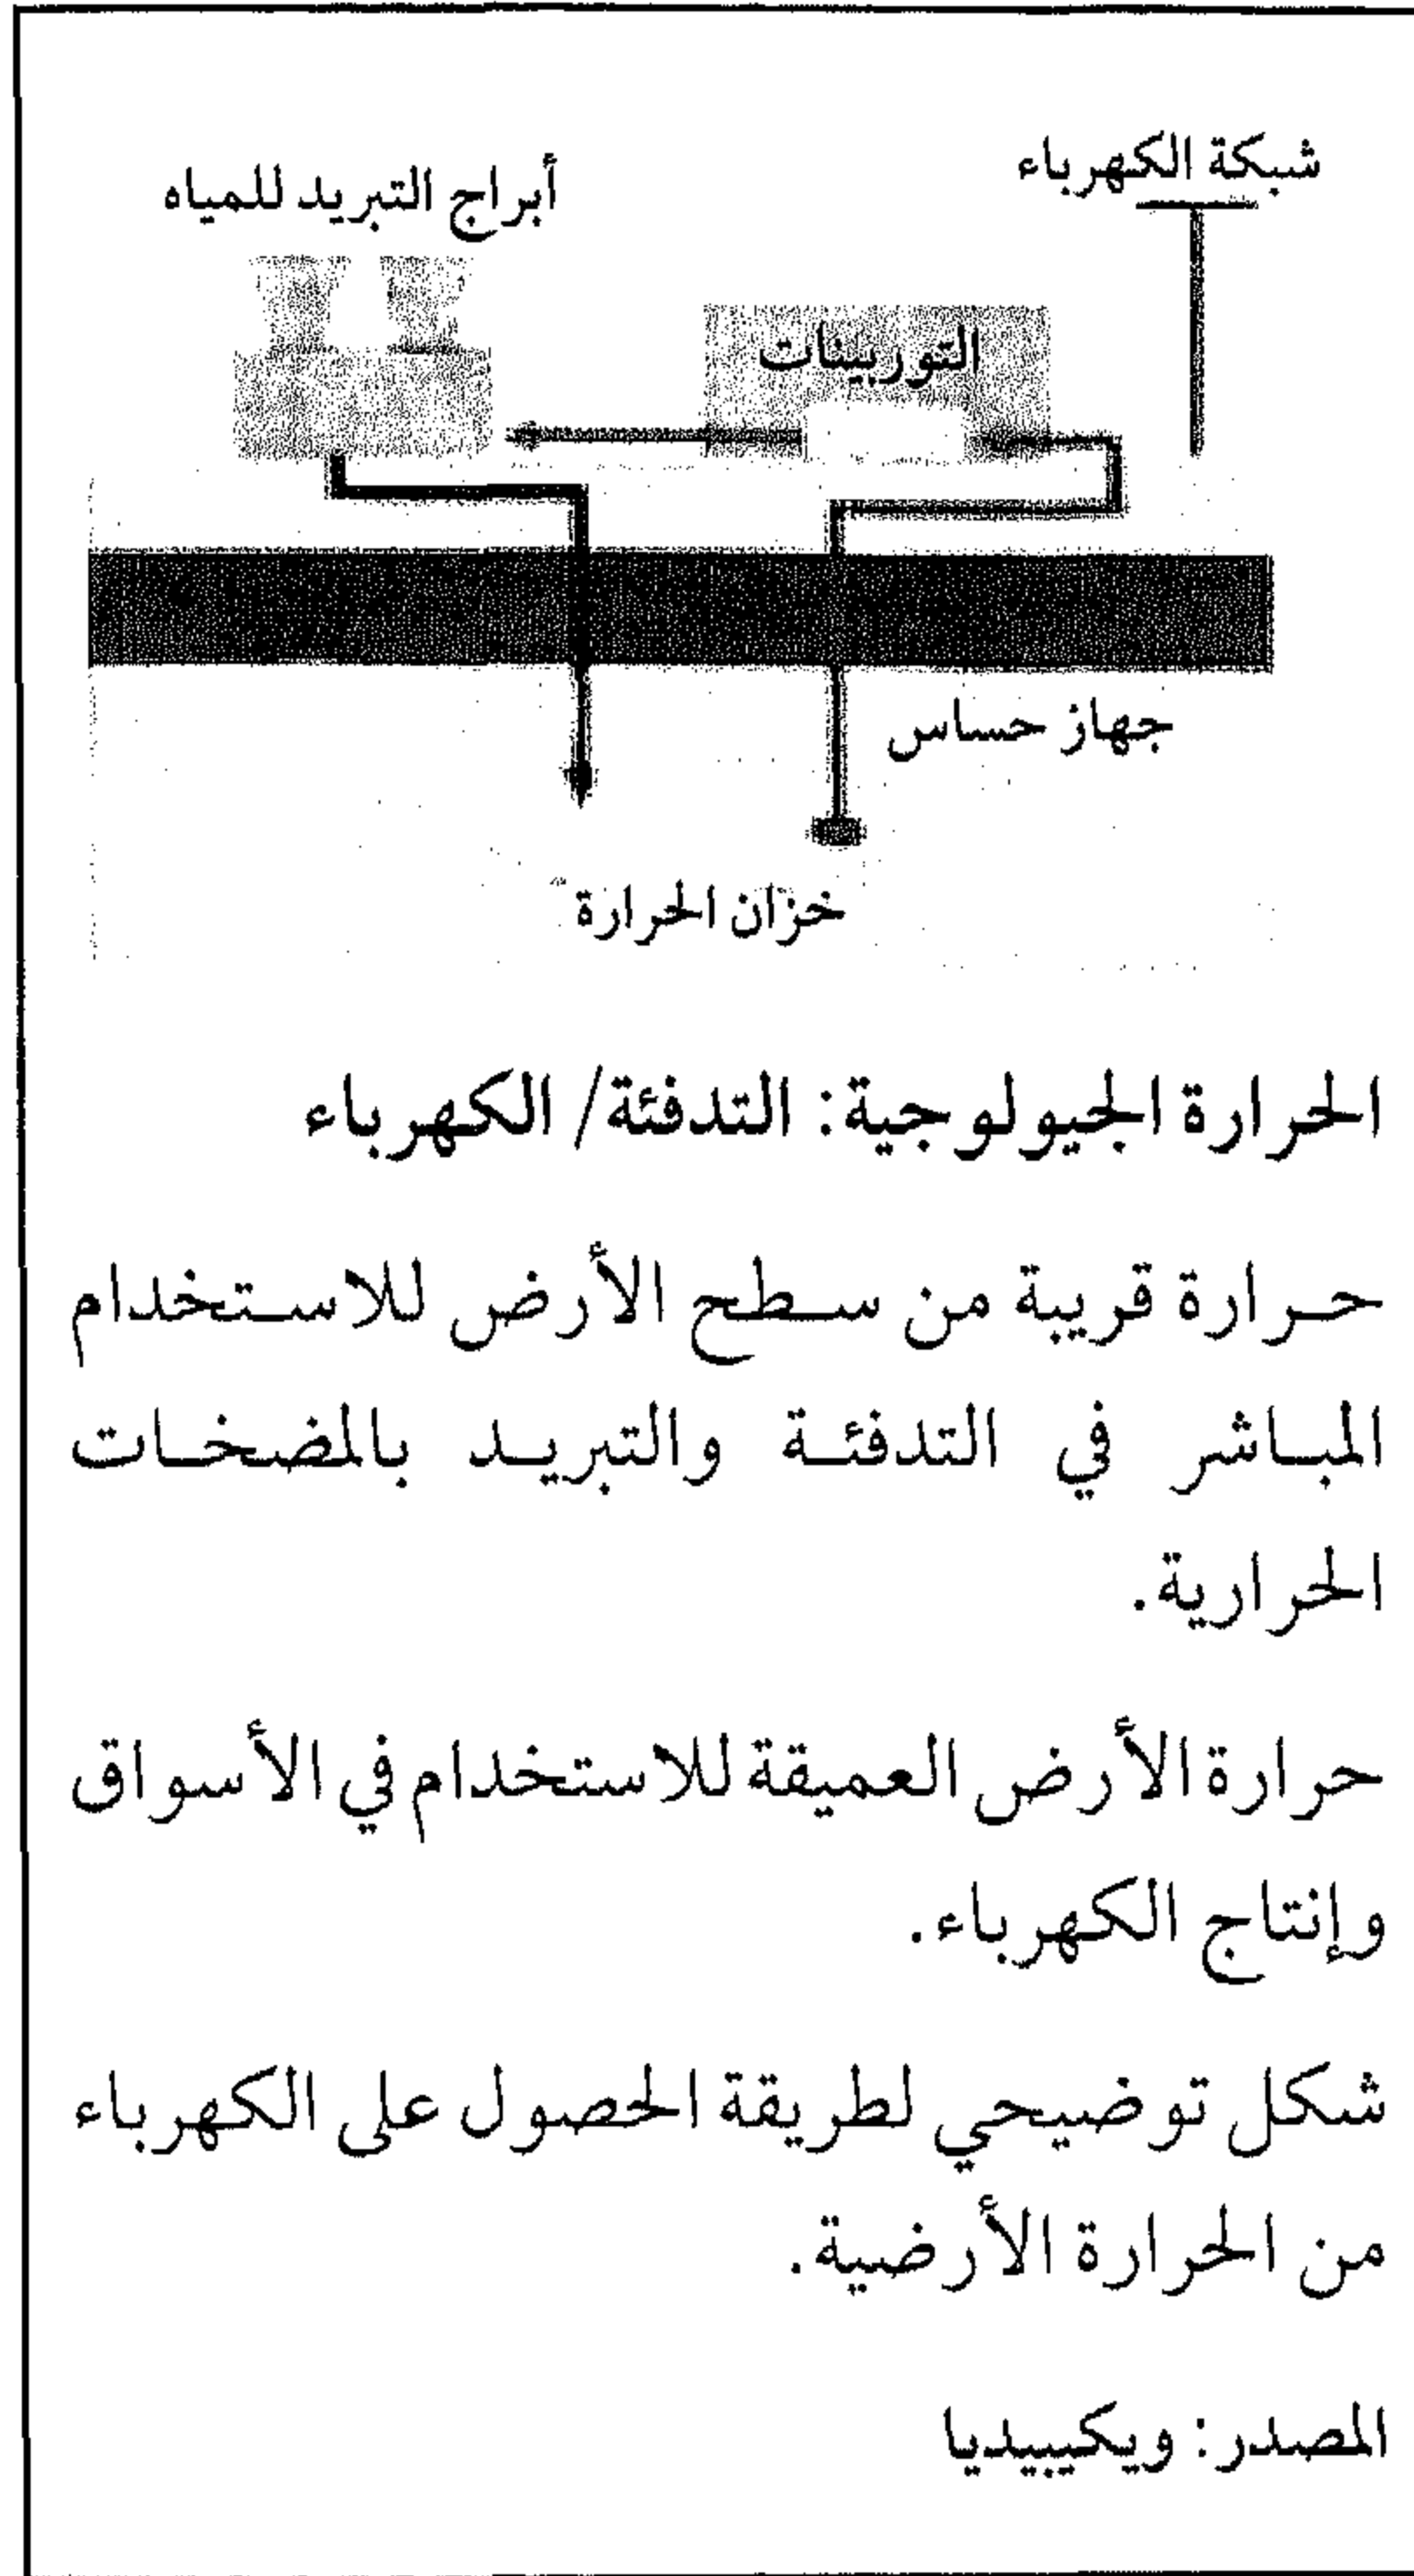 شبكة الكهرباء
أبراج التبريد للمياه
التوربينات
جهاز حساس
خزان الحرارة
الحرارة الجيولوجية: التدفئة/ الكهرباء
حرارة قريبة من سطح الأرض للاستخدام
المباشر في التدفئة والتبريد بالمضخات
الحرارية.
حرارة الأرض العميقة للاستخدام في الأسواق
وإنتاج الكهرباء.
شكل توضيحي لطريقة الحصول على الكهرباء
من الحرارة الأرضية.
المصدر: ويكيبيديا